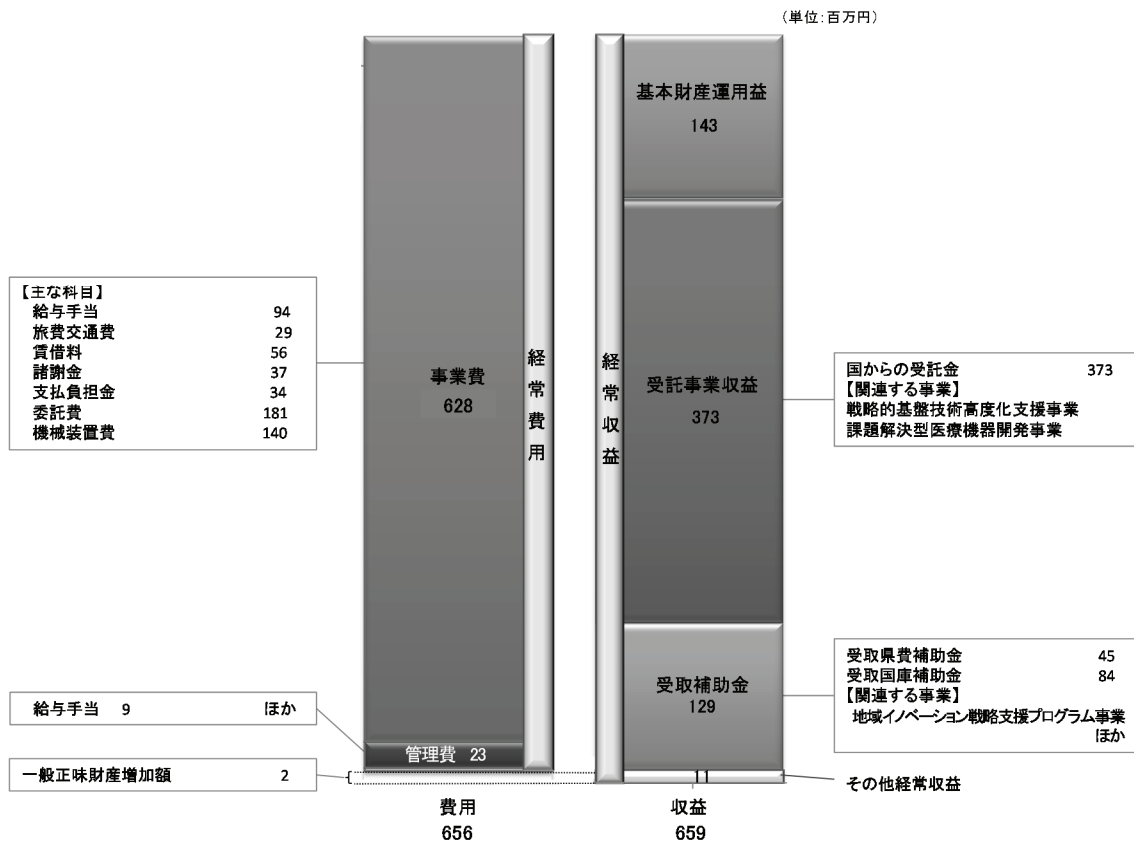 （単位：百万円）
基本財産運用益
143
【主な科目】
給与手当 94
旅費交通費 29
賃借料 56
諸謝金 37
支払負担金 34
委託費 181
機械装置費 140
事業費
628
経常費用
経常収益
受託事業収益
373
国からの受託金 373
【関連する事業】
戦略的基盤技術高度化支援事業
課題解決型医療機器開発事業
受取補助金
129
受取県費補助金 45
受取国庫補助金 84
【関連する事業】
地域イノベーション戦略支援プログラム事業
ほか
給与手当 9 ほか
管理費 23
一般正味財産増加額 2
11
その他経常収益
費用
656
収益
659